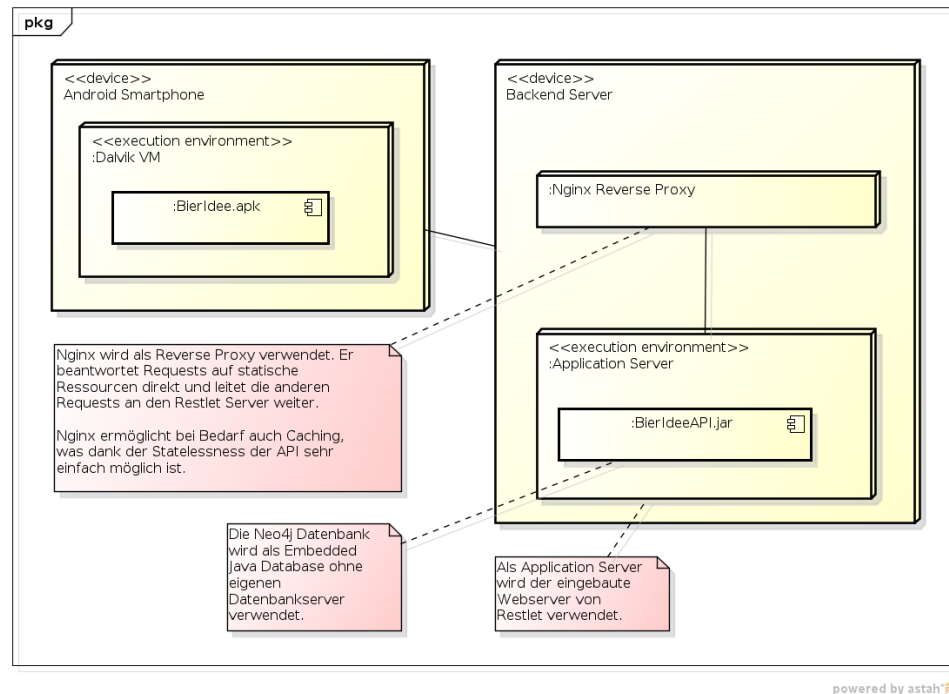 pkg
<<device>>
Android Smartphone
<<execution environment>>
:Dalvik VM
:BierIdee.apk
<<device>>
Backend Server
:Nginx Reverse Proxy
<<execution environment>>
:Application Server
:BierIdeeAPI.jar
Nginx wird als Reverse Proxy verwendet. Er
beantwortet Requests auf statische
Ressourcen direkt und leitet die anderen
Requests an den Restlet Server weiter.
Nginx ermöglicht bei Bedarf auch Caching,
was dank der Statelessness der API sehr
einfach möglich ist.
Die Neo4j Datenbank
wird als Embedded
Java Database ohne
eigenen
Datenbankserver
verwendet.
Als Application Server
wird der eingebaute
Webserver von
Restlet verwendet.
powered by astah*